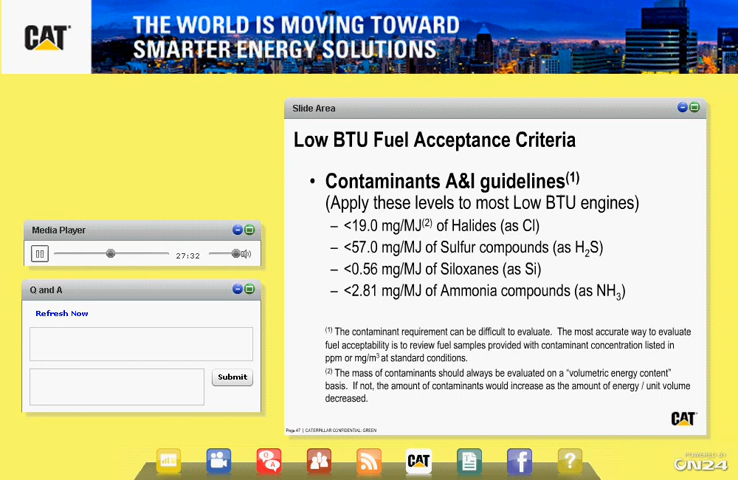 CAT
THE WORLD IS MOVING TOWARD
SMARTER ENERGY SOLUTIONS
Slide Area
Low BTU Fuel Acceptance Criteria
• Contaminants A&I guidelines(1)
(Apply these levels to most Low BTU engines)
– <19.0 mg/MJ(2) of Halides (as Cl)
– <57.0 mg/MJ of Sulfur compounds (as H2S)
– <0.56 mg/MJ of Siloxanes (as Si)
– <2.81 mg/MJ of Ammonia compounds (as NH3)
(1) The contaminant requirement can be difficult to evaluate. The most accurate way to evaluate
fuel acceptability is to review fuel samples provided with contaminant concentration listed in
ppm or mg/m3 at standard conditions.
(2) The mass of contaminants should always be evaluated on a “volumetric energy content”
basis. If not, the amount of contaminants would increase as the amount of energy / unit volume
decreased.
Page 47 | CATERPILLAR CONFIDENTIAL: GREEN
CAT
Media Player
27:32
Q and A
Refresh Now
Submit
Q
A
CAT
f
?
POWERED BY
ON24